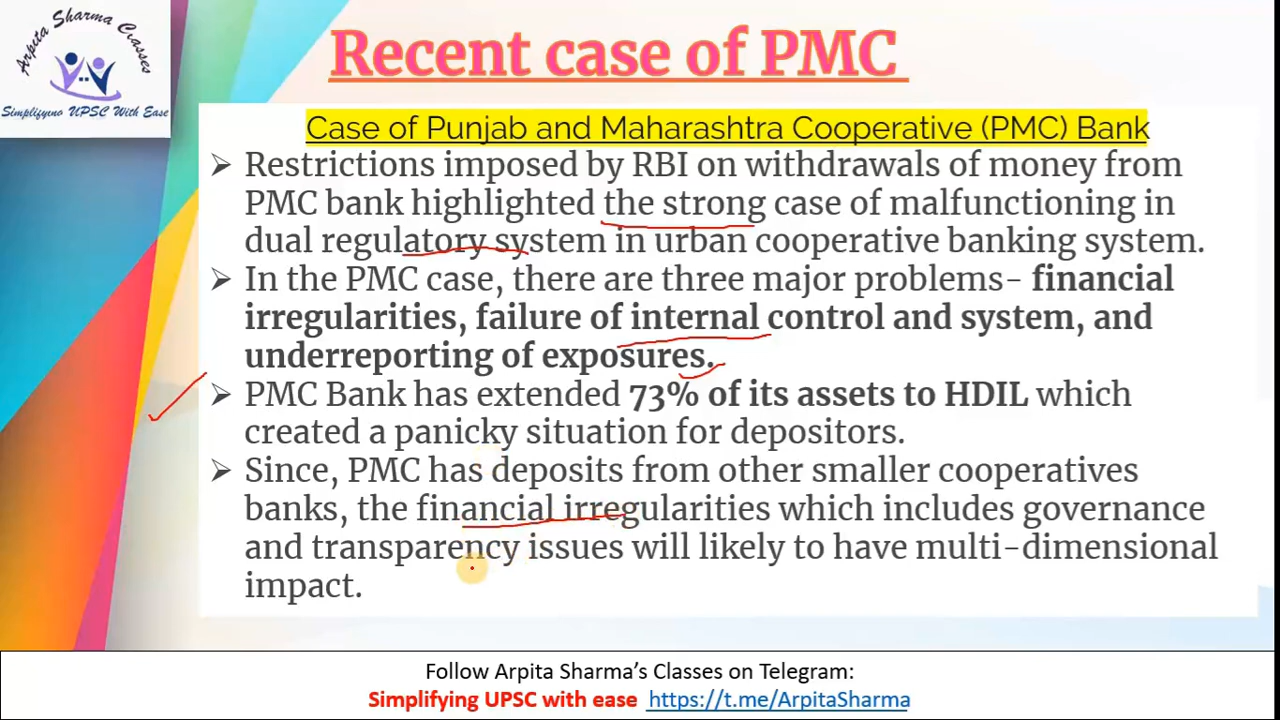 Arpita Sharma Classes
Simplifying UPSC With Ease
Recent case of PMC
Case of Punjab and Maharashtra Cooperative (PMC) Bank
➢ Restrictions imposed by RBI on withdrawals of money from
PMC bank highlighted the strong case of malfunctioning in
dual regulatory system in urban cooperative banking system.
➢ In the PMC case, there are three major problems- financial
irregularities, failure of internal control and system, and
underreporting of exposures.
➢ PMC Bank has extended 73% of its assets to HDIL which
created a panicky situation for depositors.
➢ Since, PMC has deposits from other smaller cooperatives
banks, the financial irregularities which includes governance
and transparency issues will likely to have multi-dimensional
impact.
Follow Arpita Sharma's Classes on Telegram:
Simplifying UPSC with ease https://t.me/ArpitaSharma